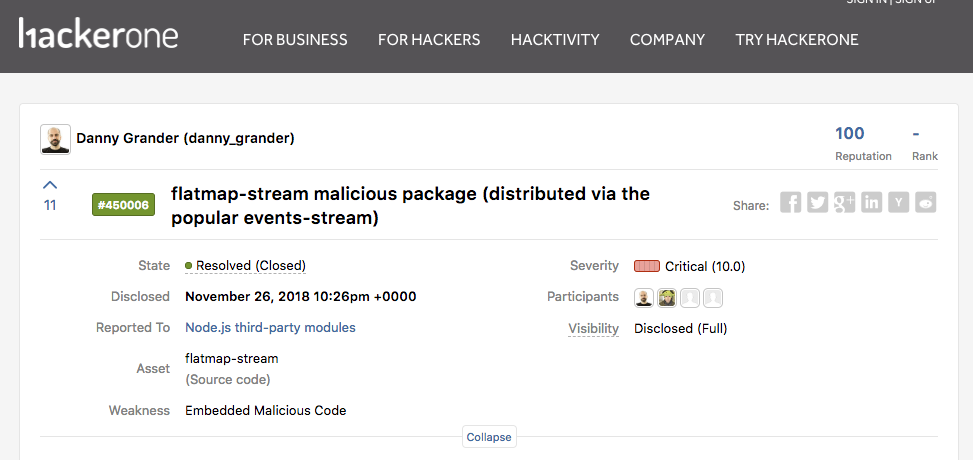 SIGN IN | SIGN UP
hackerone
FOR BUSINESS FOR HACKERS HACKTIVITY COMPANY TRY HACKERONE
Danny Grander (danny_grander)
100 -
Reputation Rank
11
#450006
flatmap-stream malicious package (distributed via the
popular events-stream)
Share:
State Resolved (Closed)
Severity Critical (10.0)
Disclosed November 26, 2018 10:26pm +0000
Participants
Reported To Node.js third-party modules
Visibility Disclosed (Full)
Asset flatmap-stream
(Source code)
Weakness Embedded Malicious Code
Collapse